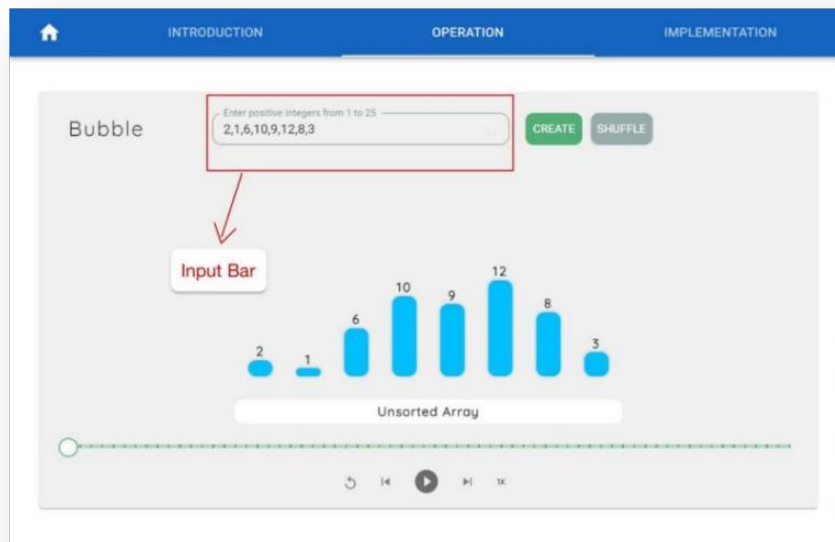 INTRODUCTION OPERATION IMPLEMENTATION
Enter positive integers from 1 to 25
Bubble 2,1,6,10,9,12,8,3 CREATE SHUFFLE
Input Bar
2 1 6 10 9 12 8 3
Unsorted Array
1X